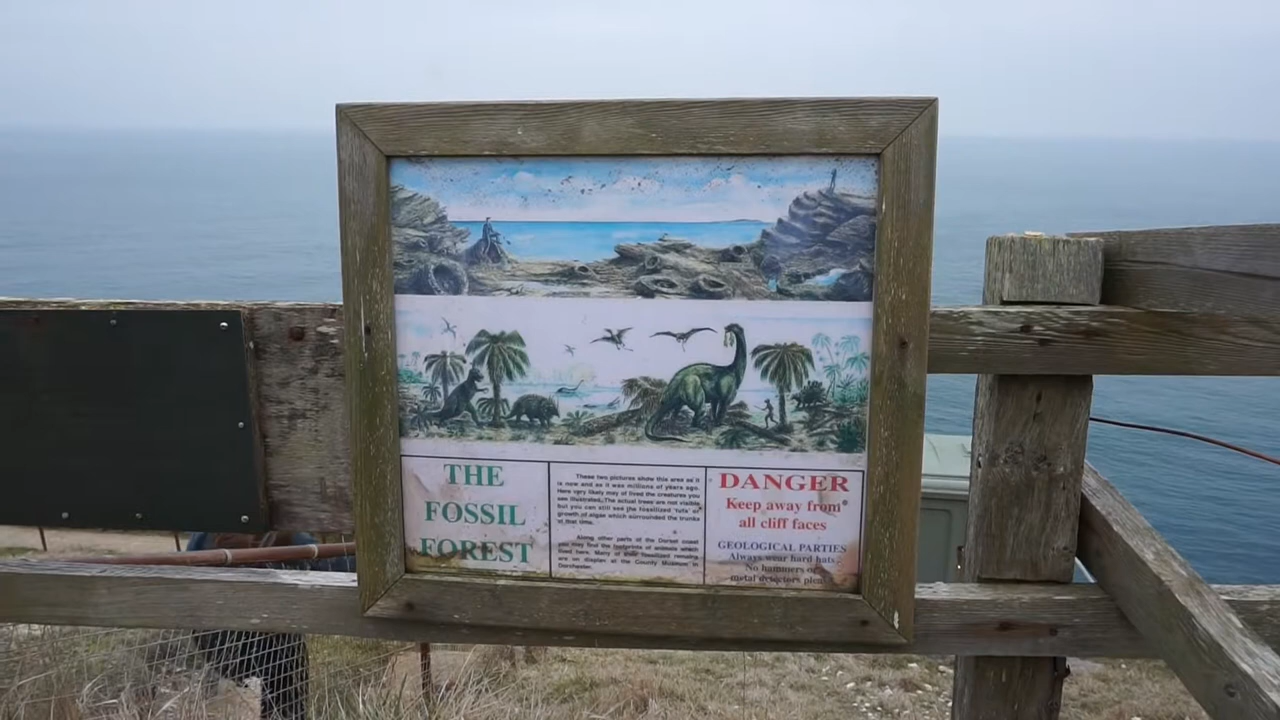 THE
FOSSIL
FOREST
These two pictures show this area as it
is now and as it was millions of years ago.
Here very likely may of lived the creatures you
see illustrated. The actual trees are not visible
but you can still see the fossilized 'tufa' or
growth of algae which surrounded the trunks
at that time.
Along other parts of the Dorset coast
you may find the footprints of animals which
lived here. Many of their fossilized remains
are on display at the County Museum in
Dorchester.
DANGER
Keep away from
all cliff faces
GEOLOGICAL PARTIES
Always wear hard hats.
No hammers or
metal detectors please